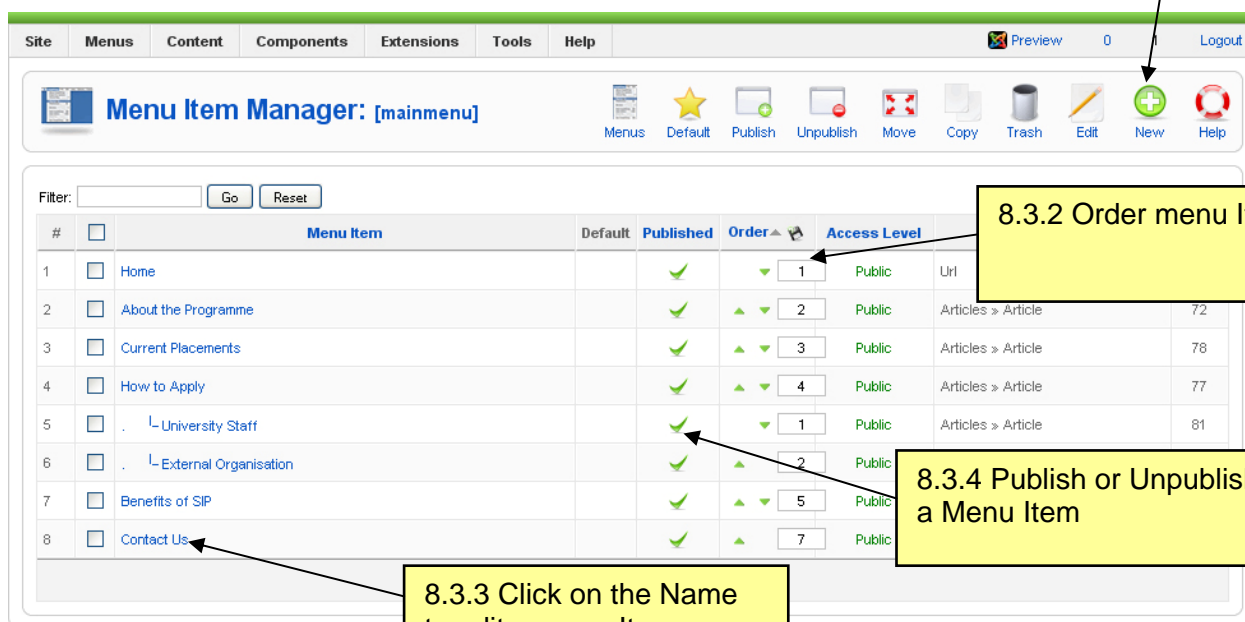 Site Menus Content Components Extensions Tools Help Preview 0 1 Logout
Menu Item Manager: [mainmenu]
Menus Default Publish Unpublish Move Copy Trash Edit New Help
Filter: Go Reset
# Menu Item Default Published Order Access Level
8.3.2 Order menu I
1 Home 1 Public Url
2 About the Programme 2 Public Articles » Article 72
3 Current Placements 3 Public Articles » Article 78
4 How to Apply 4 Public Articles » Article 77
5 . University Staff 1 Public Articles » Article 81
6 . External Organisation 2 Public
8.3.4 Publish or Unpublis
a Menu Item
7 Benefits of SIP 5 Public
8 Contact Us 7 Public
8.3.3 Click on the Name